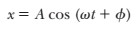 x = A cos (ωt + ϕ)